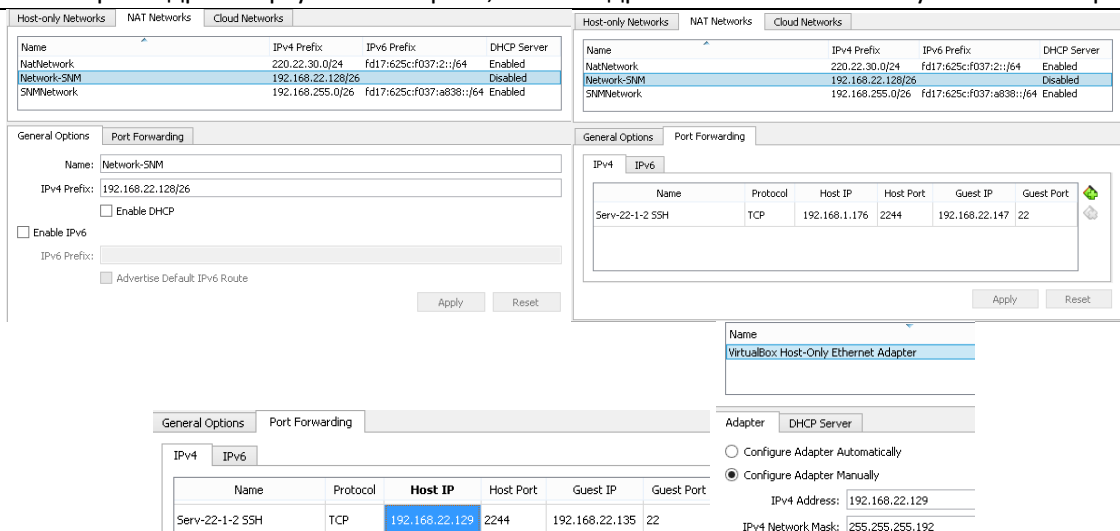 Host-only Networks NAT Networks Cloud Networks
Name IPv4 Prefix IPv6 Prefix DHCP Server
NatNetwork 220.22.30.0/24 fd17:625c:f037:2::/64 Enabled
Network-SNM 192.168.22.128/26 Disabled
SNMNetwork 192.168.255.0/26 fd17:625c:f037:a838::/64 Enabled
General Options Port Forwarding
Name: Network-SNM
IPv4 Prefix: 192.168.22.128/26
Enable DHCP
Enable IPv6
IPv6 Prefix:
Advertise Default IPv6 Route
Apply Reset
Host-only Networks NAT Networks Cloud Networks
Name IPv4 Prefix IPv6 Prefix DHCP Server
NatNetwork 220.22.30.0/24 fd17:625c:f037:2::/64 Enabled
Network-SNM 192.168.22.128/26 Disabled
SNMNetwork 192.168.255.0/26 fd17:625c:f037:a838::/64 Enabled
General Options Port Forwarding
IPv4 IPv6
Name Protocol Host IP Host Port Guest IP Guest Port
Serv-22-1-2 SSH TCP 192.168.1.176 2244 192.168.22.147 22
Apply Reset
General Options Port Forwarding
IPv4 IPv6
Name Protocol Host IP Host Port Guest IP Guest Port
Serv-22-1-2 SSH TCP 192.168.22.129 2244 192.168.22.135 22
Name
VirtualBox Host-Only Ethernet Adapter
Adapter DHCP Server
Configure Adapter Automatically
Configure Adapter Manually
IPv4 Address: 192.168.22.129
IPv4 Network Mask: 255.255.255.192